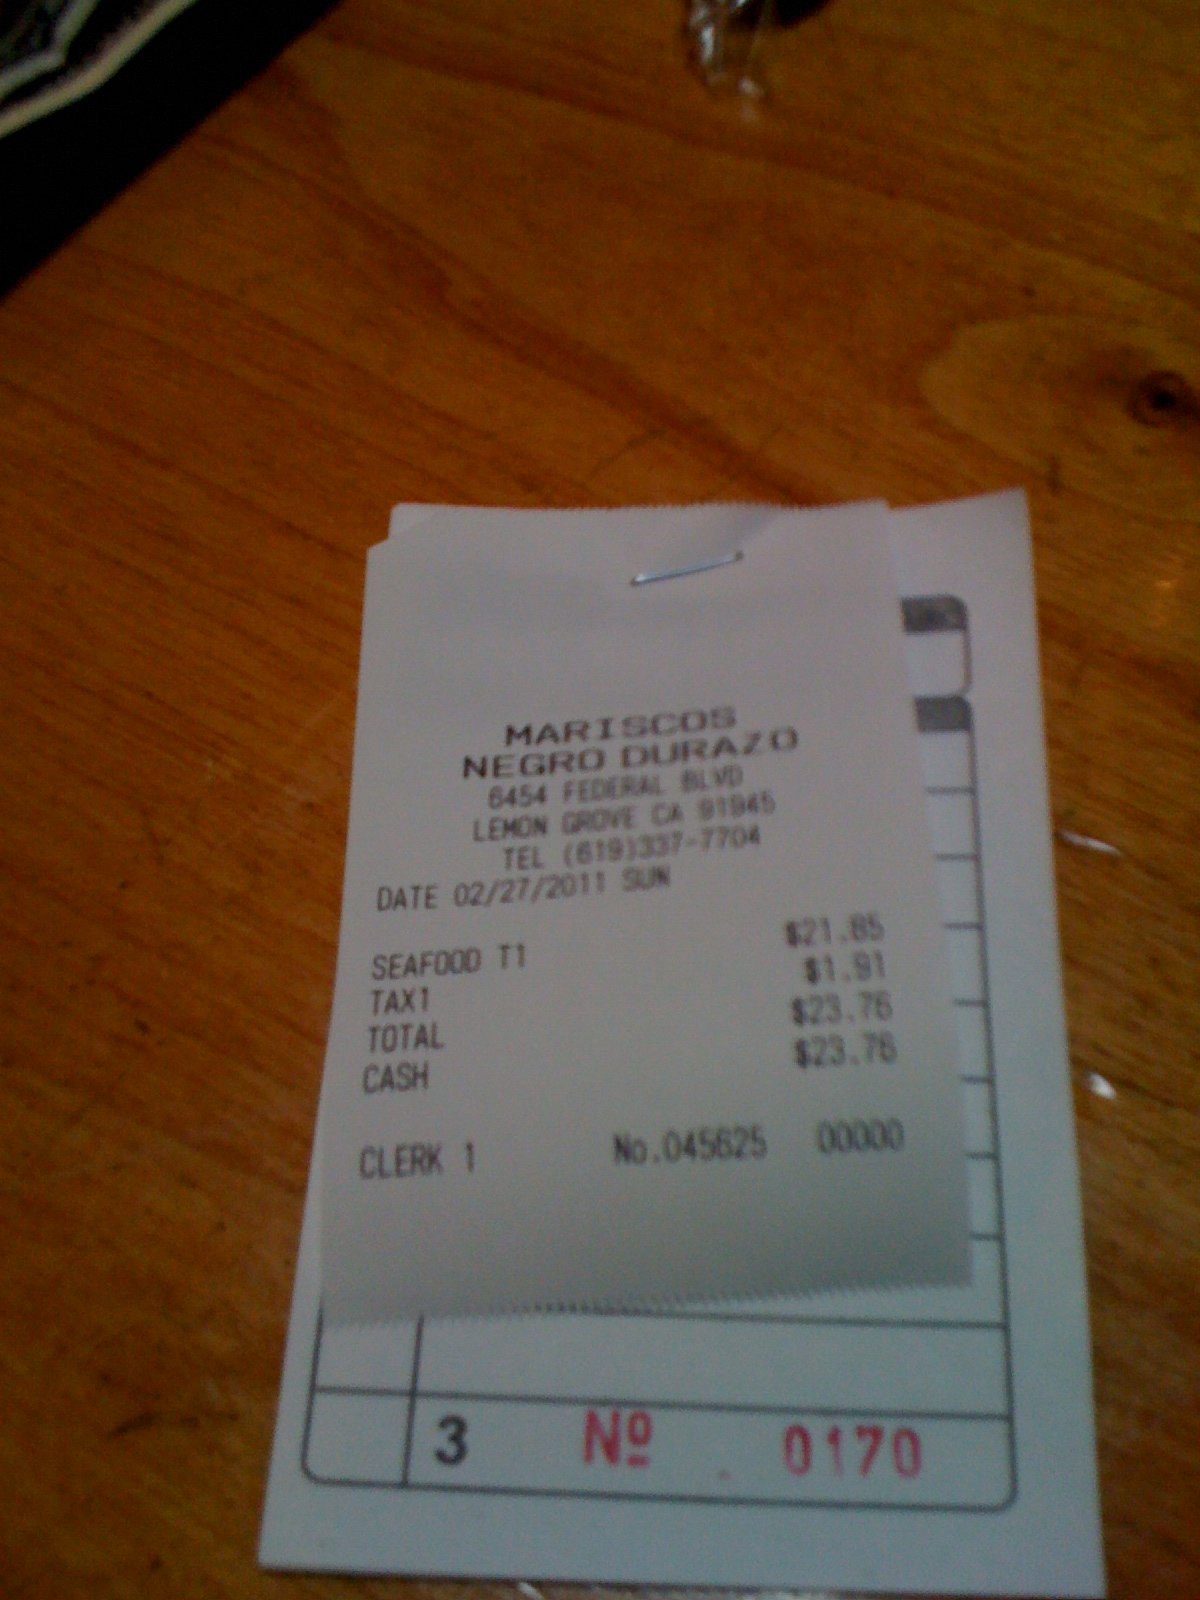 MARISCOS
NEGRO DURAZO
6454 FEDERAL BLVD
LEMON GROVE CA 91945
TEL (619)337-7704
DATE 02/27/2011 SUN
SEAFOOD T1 $21.85
TAX1 $1.91
TOTAL $23.76
CASH $23.76
CLERK 1 No.045625 00000
3 Nº 0170